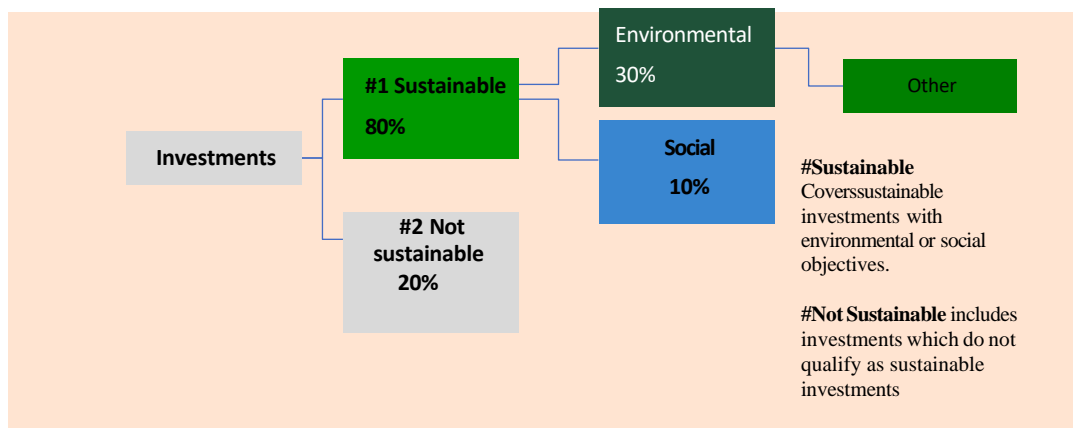 Investments
#1 Sustainable
80%
#2 Not
sustainable
20%
Environmental
30%
Social
10%
Other
#Sustainable
Coverssustainable
investments with
environmental or social
objectives.
#Not Sustainable includes
investments which do not
qualify as sustainable
investments